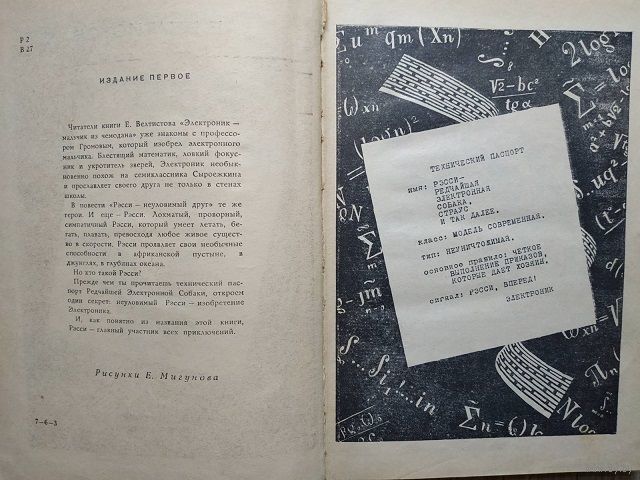 Р 2
В 27
ИЗДАНИЕ ПЕРВОЕ
Читатели книги Е. Велтистова «Электроник —
мальчик из чемодана» уже знакомы с профессо-
ром Громовым, который изобрел электронного
мальчика. Блестящий математик, ловкий фокус-
ник и укротитель зверей, Электроник необык-
новенно похож на семиклассника Сыроежкина
и прославляет своего друга не только в стенах
школы.
В повести «Рэсси — неуловимый друг» те же
герои. И еще — Рэсси. Лохматый, проворный,
симпатичный Рэсси, который умеет летать, бе-
гать, плавать, превосходя любое живое сущест-
во в скорости. Рэсси проявляет свои необычные
способности в африканской пустыне, в
джунглях, в глубинах океана.
Но кто такой Рэсси?
Прежде чем ты прочитаешь технический пас-
порт Редчайшей Электронной Собаки, откроем
один секрет: неуловимый Рэсси — изобретение
Электроника.
И, как понятно из названия этой книги,
Рэсси — главный участник всех приключений.
Рисунки Е. Мигунова
7—6—3
ТЕХНИЧЕСКИЙ ПАСПОРТ
ИМЯ: РЭССИ—
РЕДЧАЙШАЯ
ЭЛЕКТРОННАЯ
СОБАКА,
СТРАУС
И ТАК ДАЛЕЕ.
КЛАСС: МОДЕЛЬ СОВРЕМЕННАЯ.
ТИП: НЕУНИЧТОЖИМАЯ.
ОСНОВНОЕ ПРАВИЛО: ЧЕТКОЕ
ВЫПОЛНЕНИЕ ПРИКАЗОВ,
КОТОРЫЕ ДАЕТ ХОЗЯИН.
СИГНАЛ: РЭССИ, ВПЕРЕД!
ЭЛЕКТРОНИК